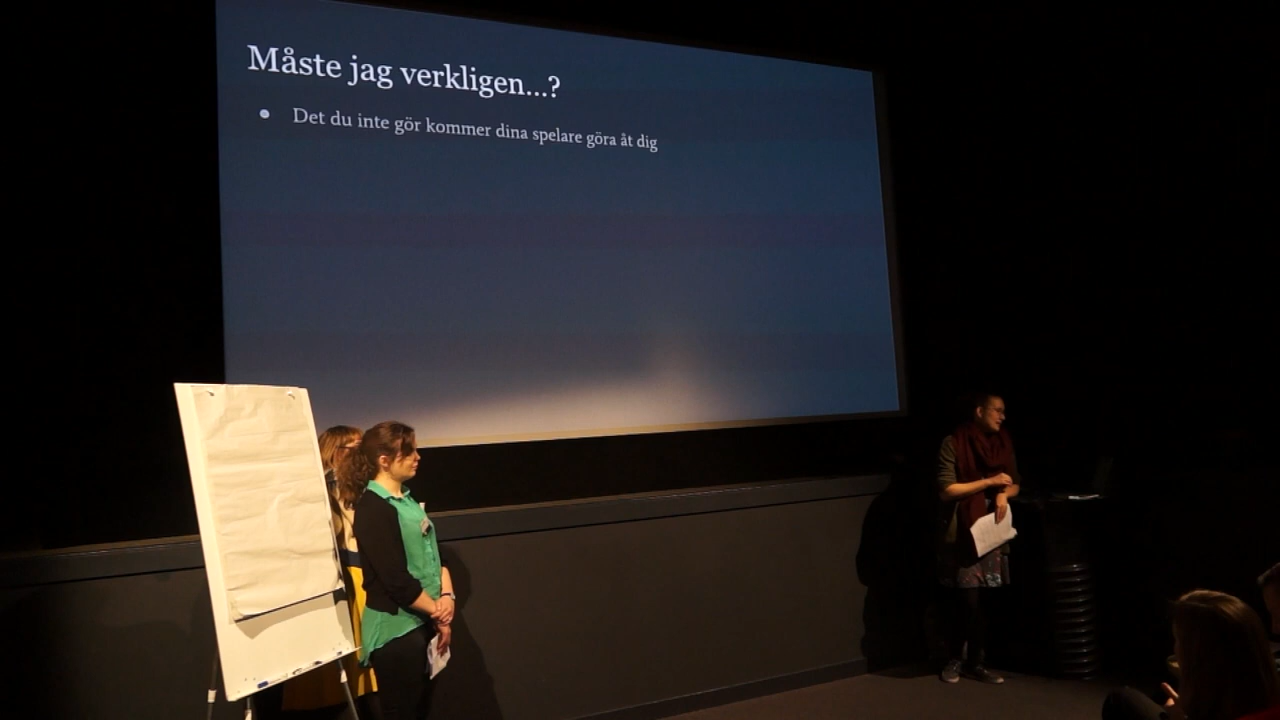 Måste jag verkligen...?
Det du inte gör kommer dina spelare göra åt dig